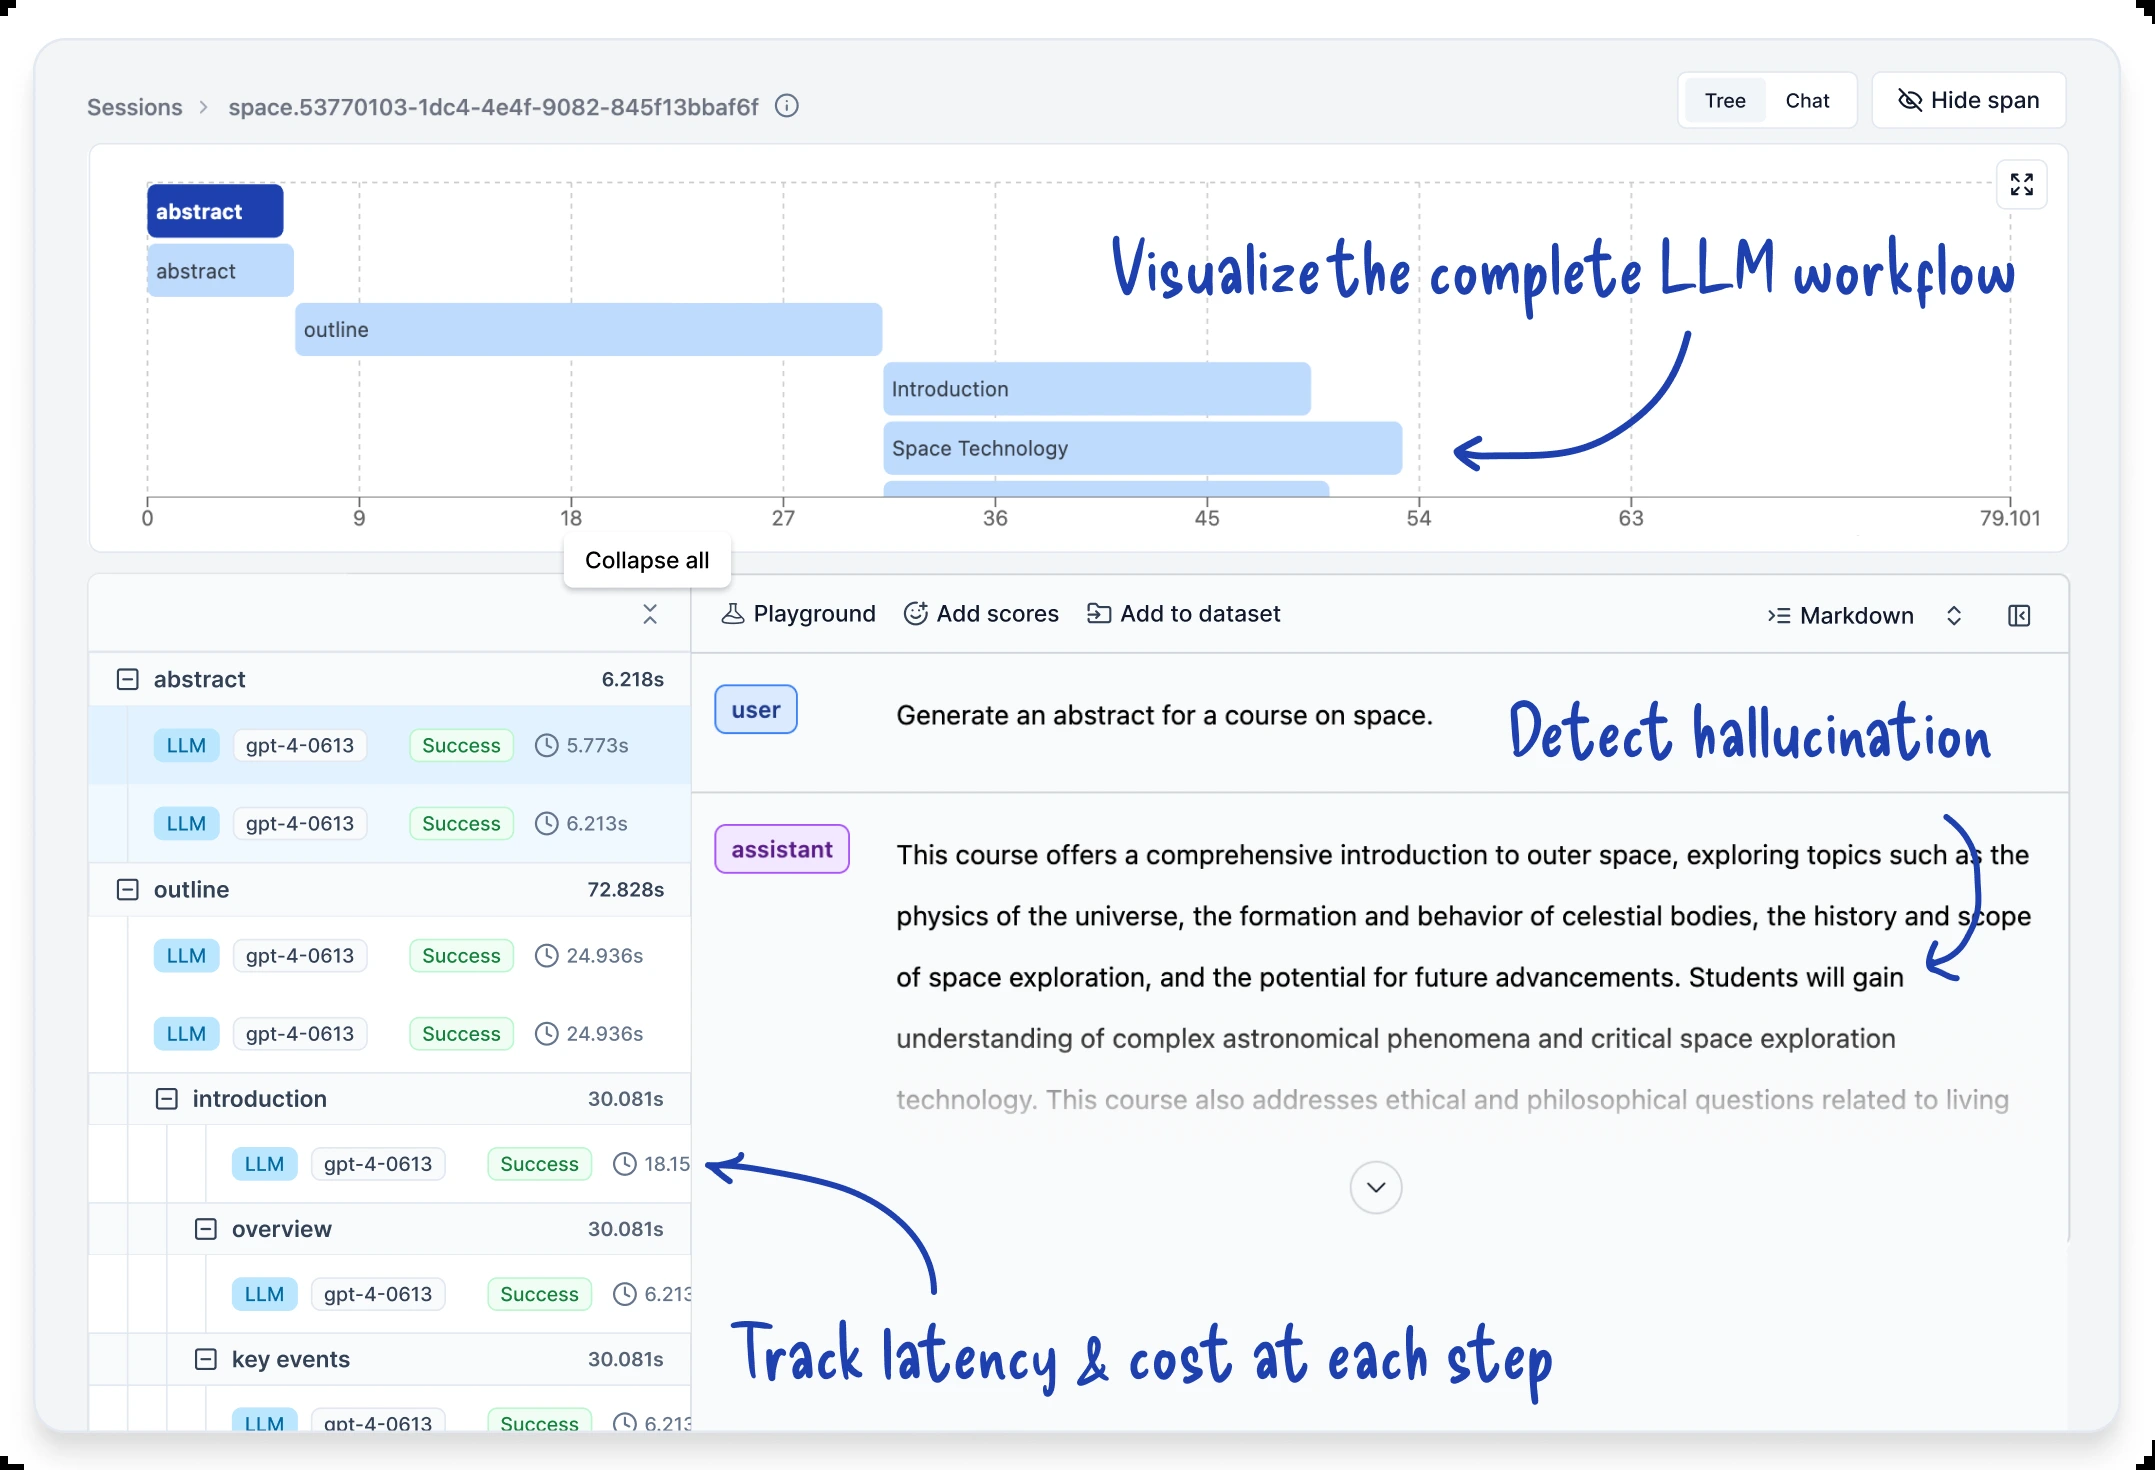 Sessions > space.53770103-1dc4-4e4f-9082-845f13bbaf6f
Tree Chat Hide span
abstract
abstract
outline
Introduction
Space Technology
Visualize the complete LLM workflow
0 9 18 27 36 45 54 63 79.101
Collapse all
Playground Add scores Add to dataset Markdown
abstract 6.218s
LLM gpt-4-0613 Success 5.773s
LLM gpt-4-0613 Success 6.213s
outline 72.828s
LLM gpt-4-0613 Success 24.936s
LLM gpt-4-0613 Success 24.936s
introduction 30.081s
LLM gpt-4-0613 Success 18.15
overview 30.081s
LLM gpt-4-0613 Success 6.213
key events 30.081s
LLM gpt-4-0613 Success 6.213
user Generate an abstract for a course on space.
Detect hallucination
assistant This course offers a comprehensive introduction to outer space, exploring topics such as the
physics of the universe, the formation and behavior of celestial bodies, the history and scope
of space exploration, and the potential for future advancements. Students will gain
understanding of complex astronomical phenomena and critical space exploration
technology. This course also addresses ethical and philosophical questions related to living
Track latency & cost at each step